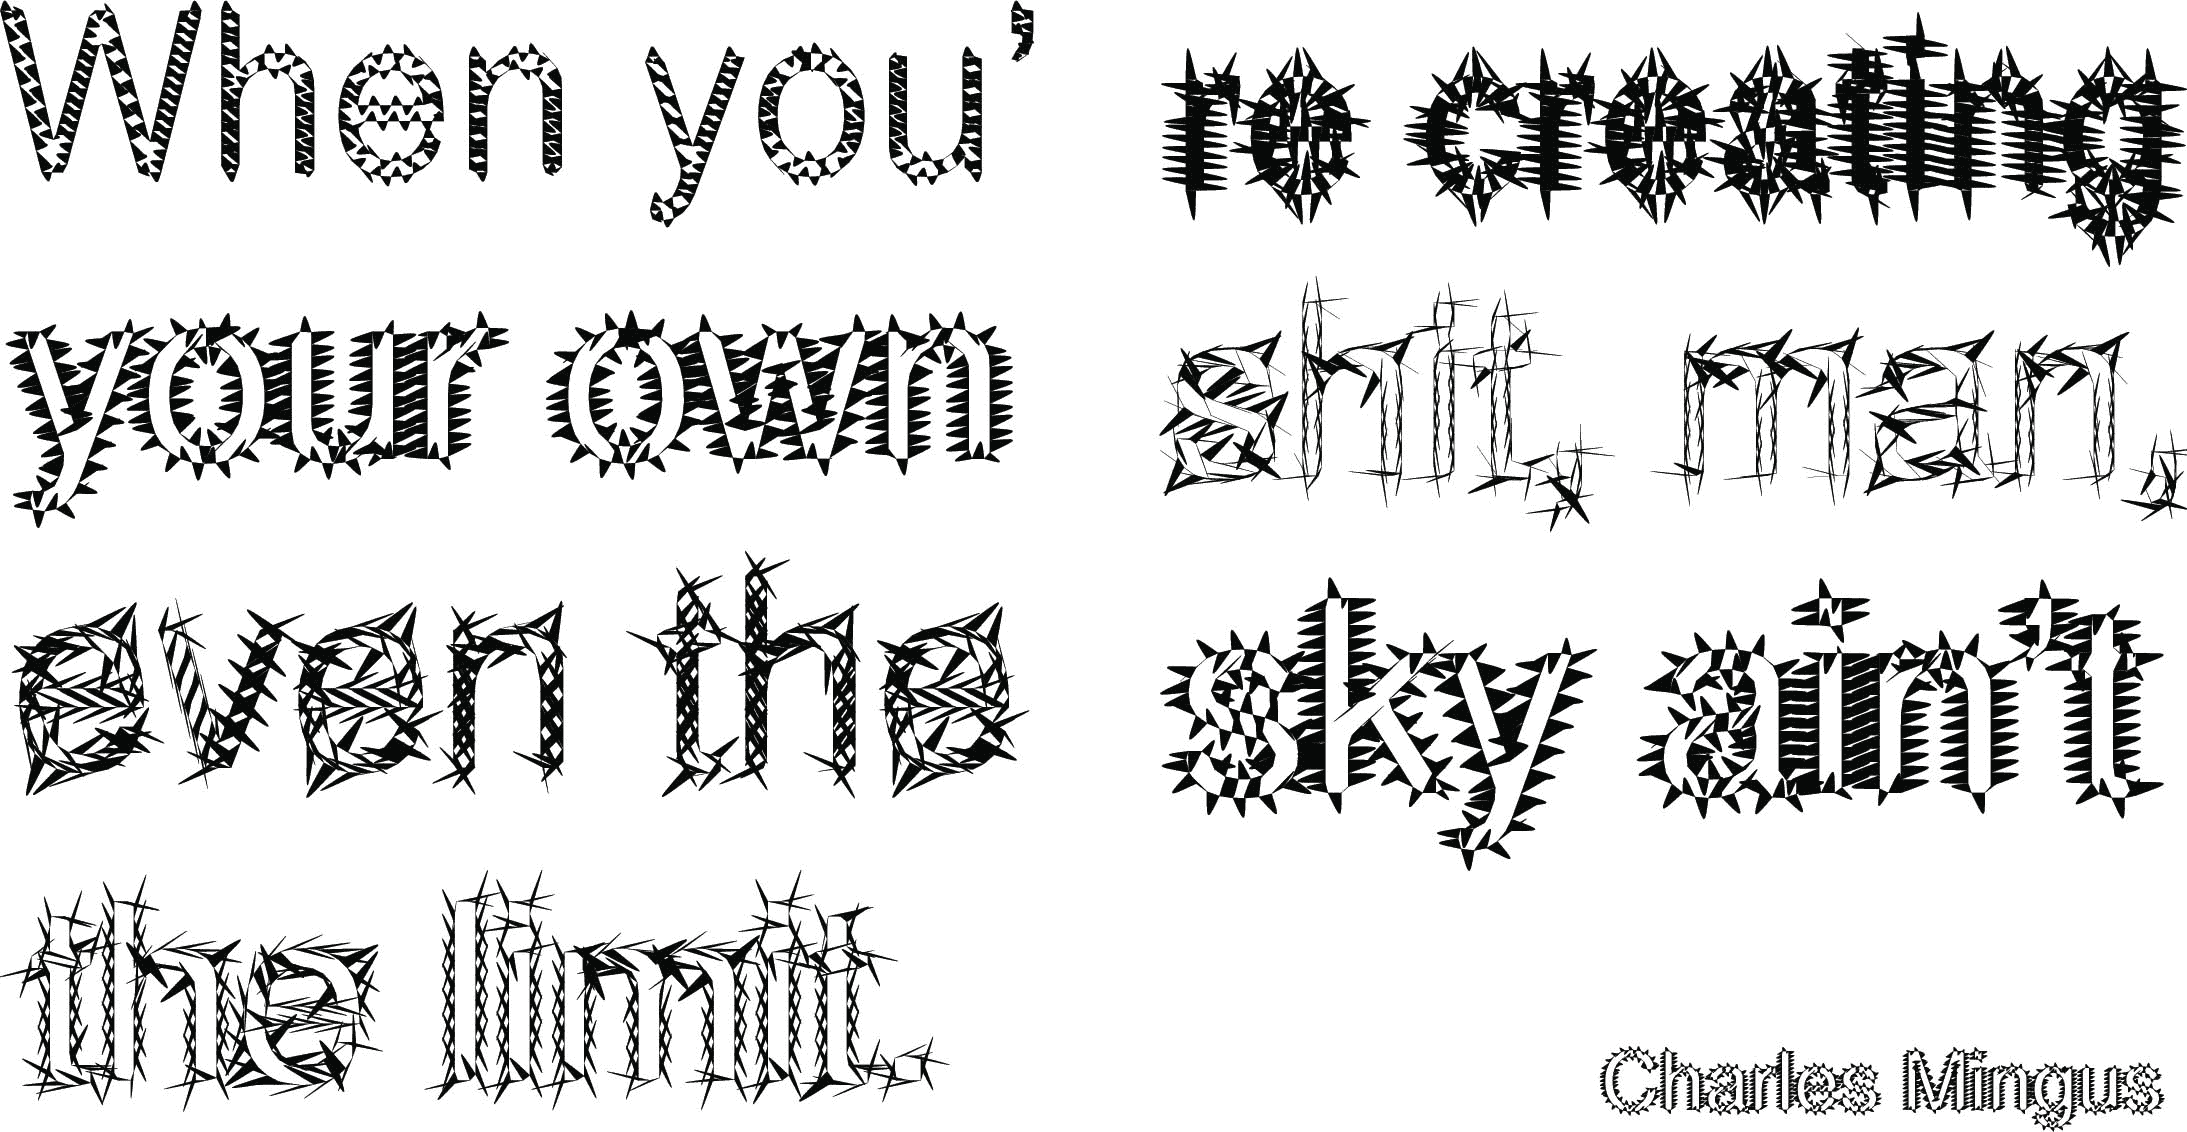 When you’re creating
your own shit, man,
even the sky ain’t
the limit.
Charles Mingus